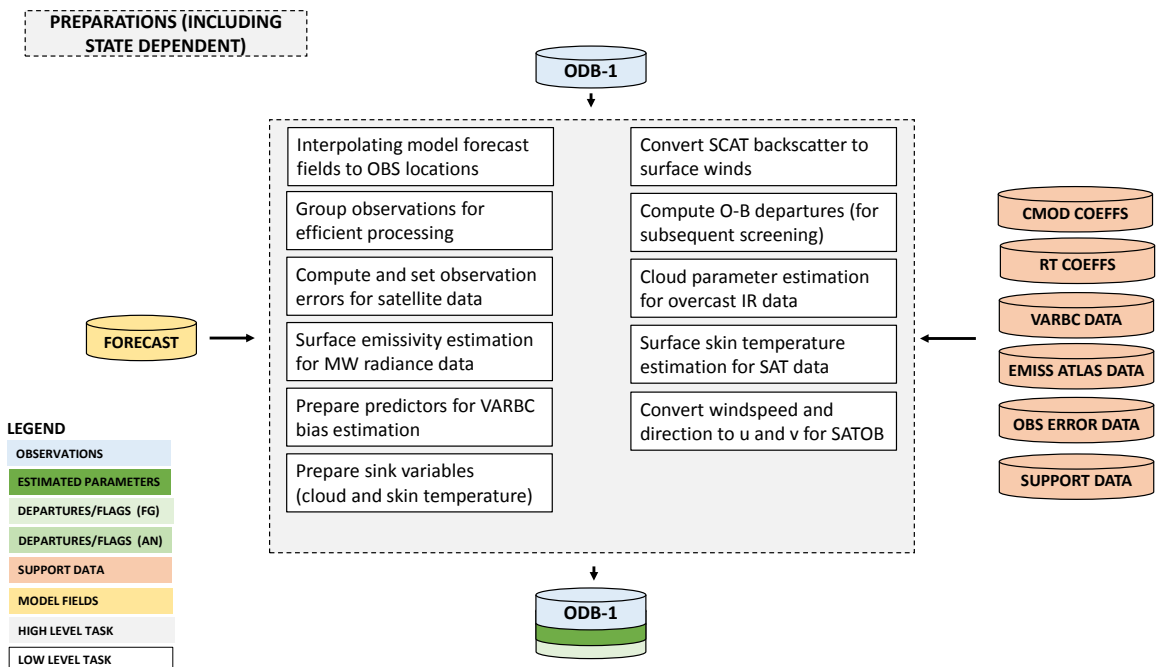 PREPARATIONS (INCLUDING
STATE DEPENDENT)
ODB-1
Interpolating model forecast
fields to OBS locations
Group observations for
efficient processing
Compute and set observation
errors for satellite data
Surface emissivity estimation
for MW radiance data
Prepare predictors for VARBC
bias estimation
Prepare sink variables
(cloud and skin temperature)
Convert SCAT backscatter to
surface winds
Compute O-B departures (for
subsequent screening)
Cloud parameter estimation
for overcast IR data
Surface skin temperature
estimation for SAT data
Convert windspeed and
direction to u and v for SATOB
FORECAST
CMOD COEFFS
RT COEFFS
VARBC DATA
EMISS ATLAS DATA
OBS ERROR DATA
SUPPORT DATA
LEGEND
OBSERVATIONS
ESTIMATED PARAMETERS
DEPARTURES/FLAGS (FG)
DEPARTURES/FLAGS (AN)
SUPPORT DATA
MODEL FIELDS
HIGH LEVEL TASK
LOW LEVEL TASK
ODB-1